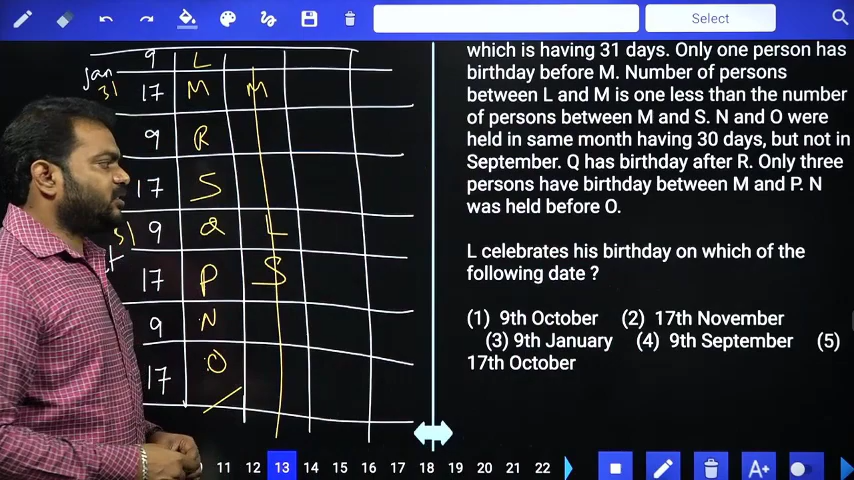 Select
9 L
Jan 31 17 M M
9 R
17 S
31 9 Q L
t 17 P S
9 N
17 O
which is having 31 days. Only one person has
birthday before M. Number of persons
between L and M is one less than the number
of persons between M and S. N and O were
held in same month having 30 days, but not in
September. Q has birthday after R. Only three
persons have birthday between M and P. N
was held before O.
L celebrates his birthday on which of the
following date ?
(1) 9th October (2) 17th November
(3) 9th January (4) 9th September (5)
17th October
11 12 13 14 15 16 17 18 19 20 21 22
A+